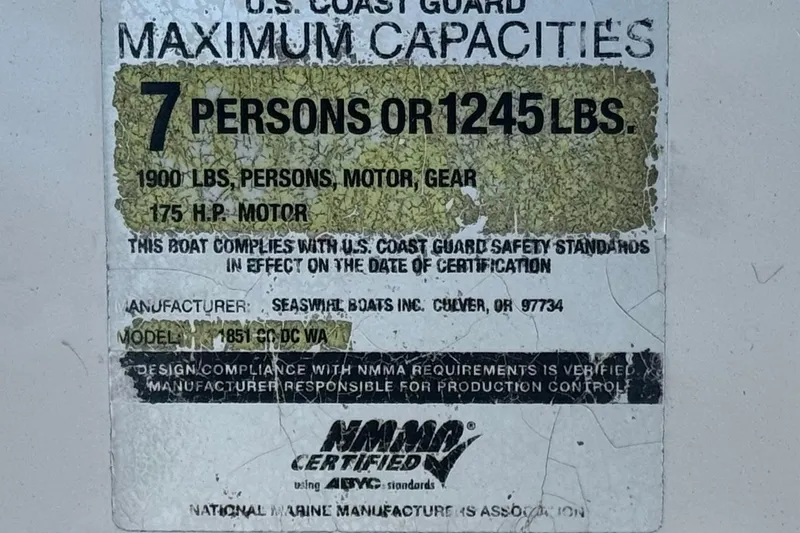 U.S. COAST GUARD
MAXIMUM CAPACITIES
7 PERSONS OR 1245 LBS.
1900 LBS, PERSONS, MOTOR, GEAR
175 H.P. MOTOR
THIS BOAT COMPLIES WITH U.S. COAST GUARD SAFETY STANDARDS
IN EFFECT ON THE DATE OF CERTIFICATION
MANUFACTURER: SEASWIRL BOATS INC. CULVER, OR 97734
MODEL: 1851 CC DC WA
DESIGN COMPLIANCE WITH NMMA REQUIREMENTS IS VERIFIED.
MANUFACTURER RESPONSIBLE FOR PRODUCTION CONTROL.
NMMA®
CERTIFIED
using ABYC standards
NATIONAL MARINE MANUFACTURERS ASSOCIATION